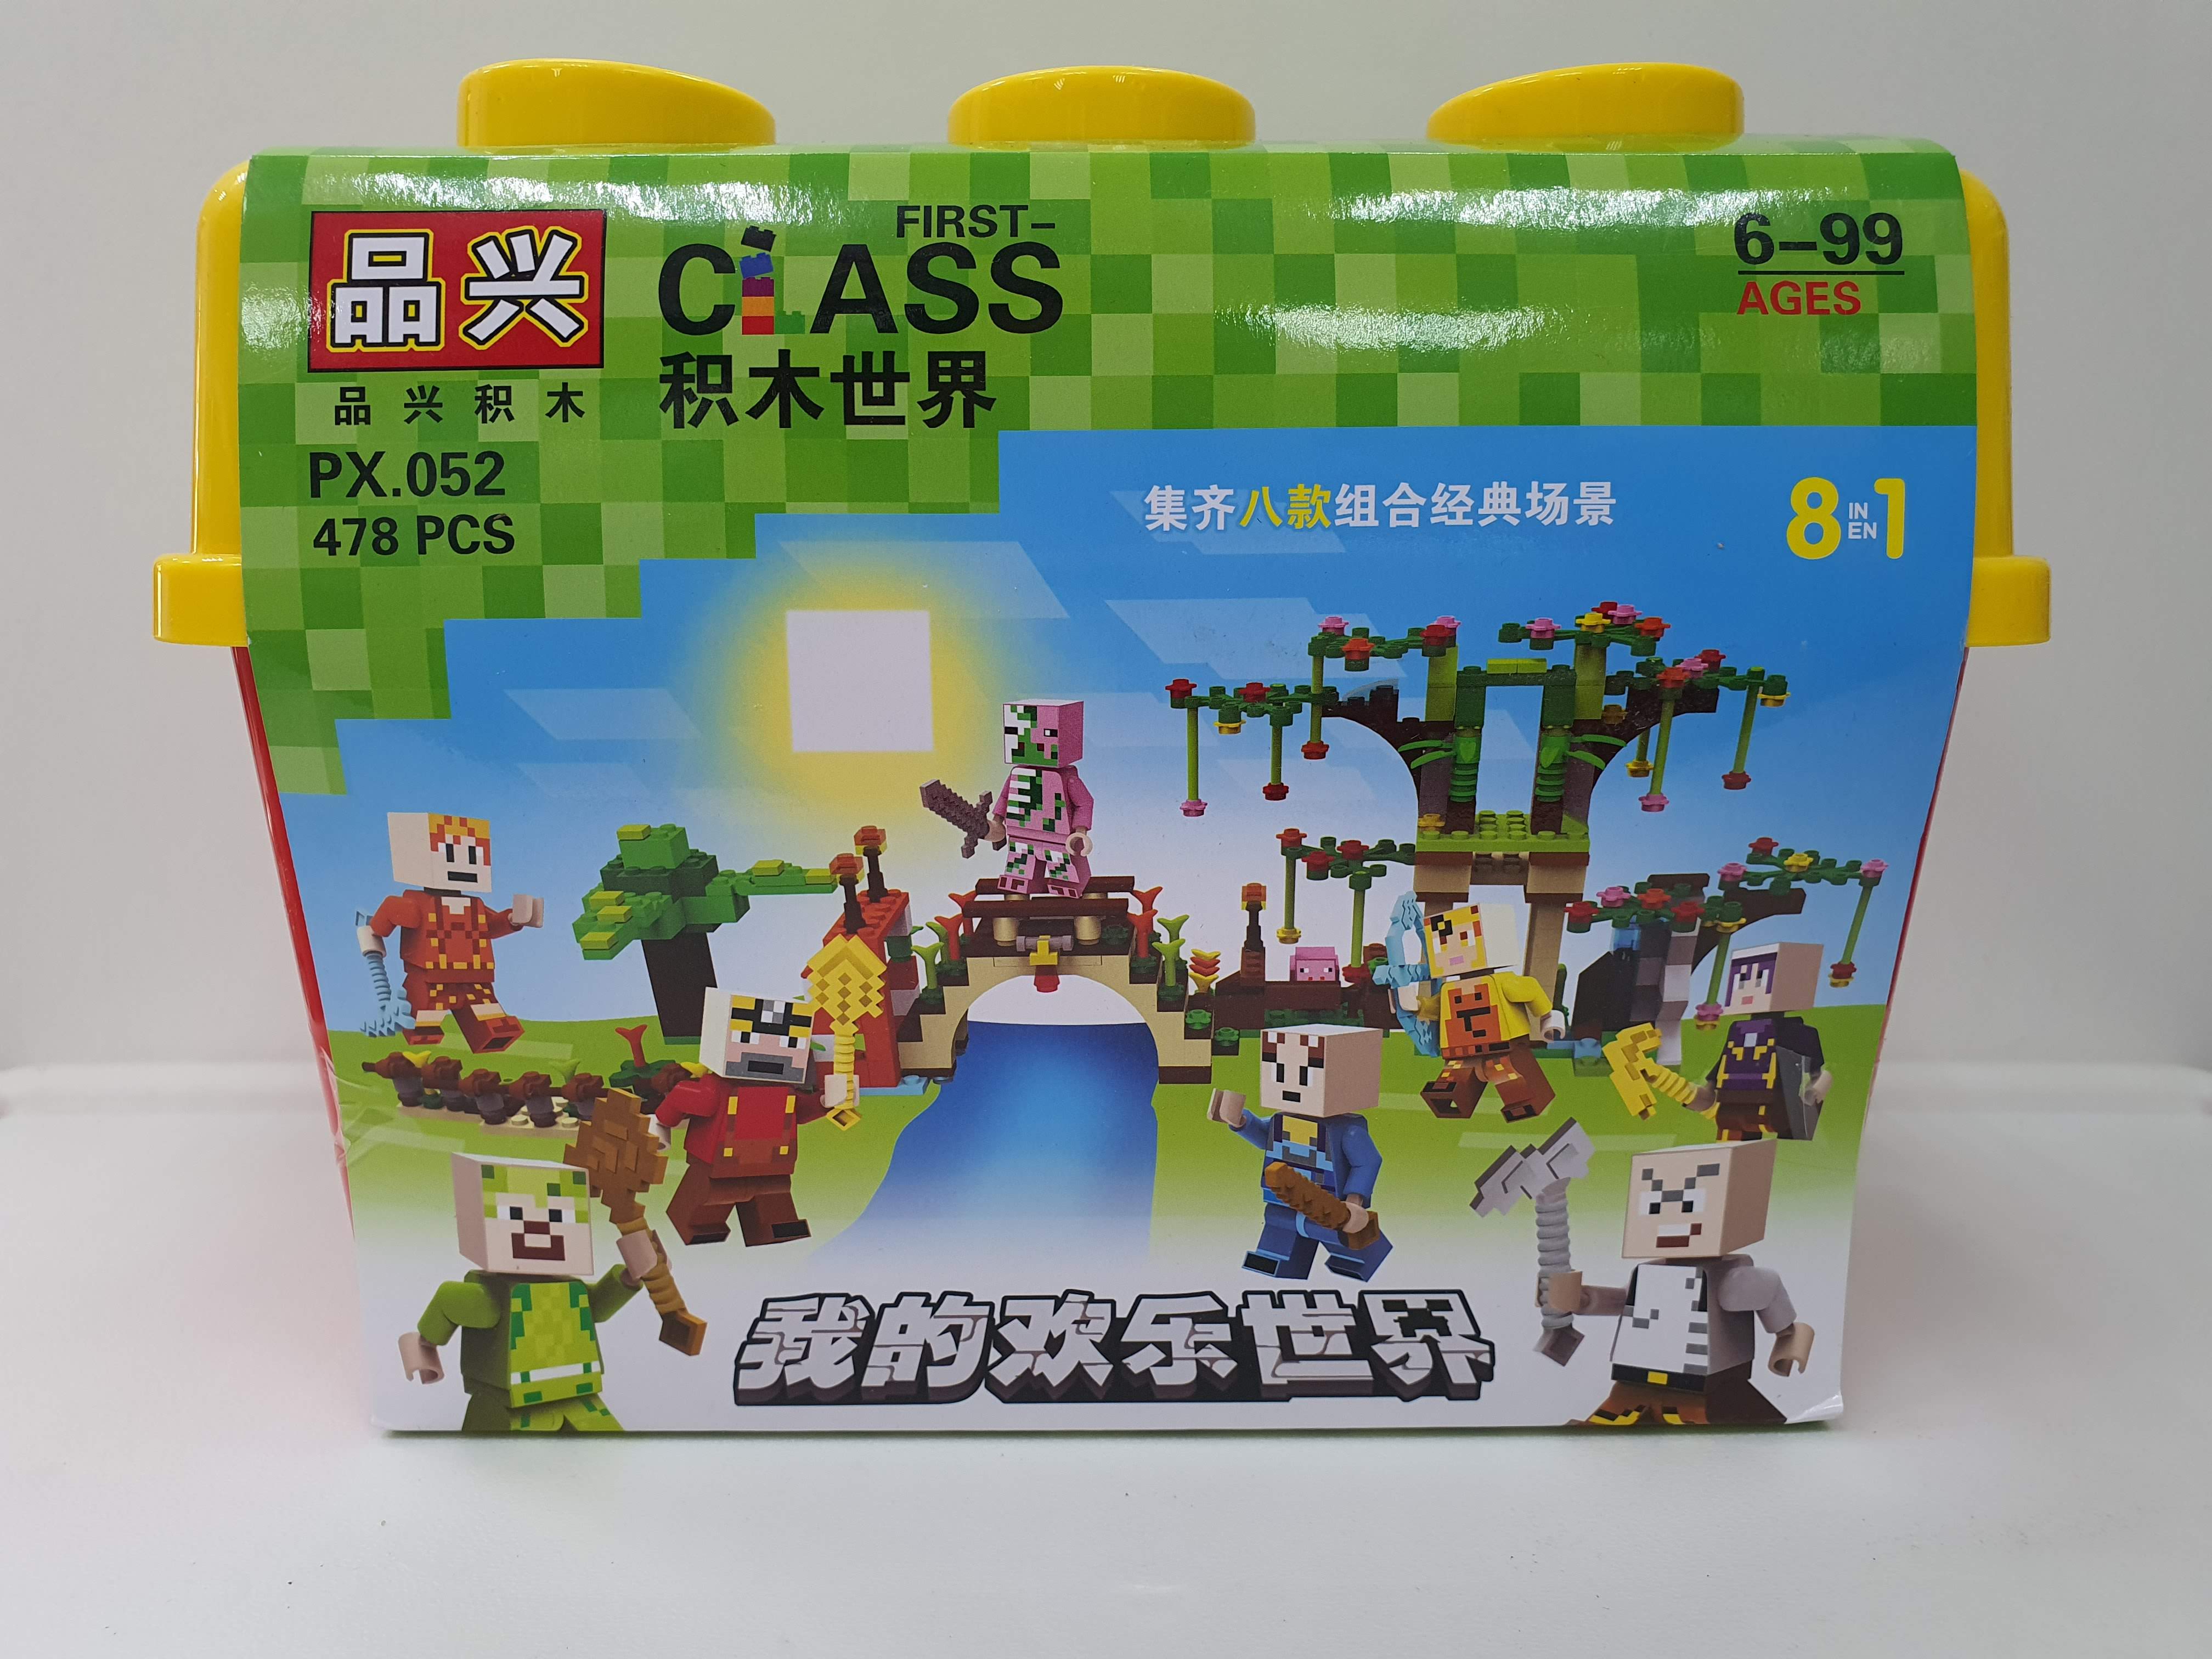 品兴
品兴积木
FIRST-
CLASS
积木世界
6-99
AGES
PX.052
478 PCS
集齐八款组合经典场景
8 IN EN 1
我的欢乐世界